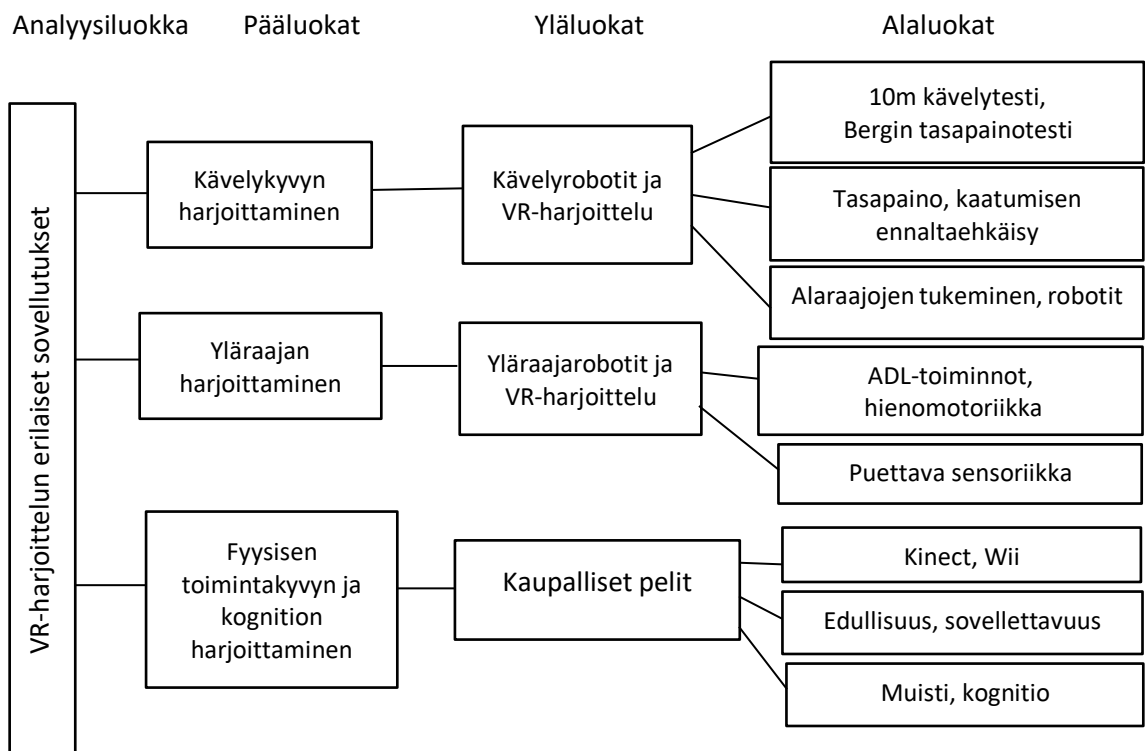 Analyysiluokka
Pääluokat
Yläluokat
Alaluokat
VR-harjoittelun erilaiset sovellutukset
Kävelykyvyn
harjoittaminen
Kävelyrobotit ja
VR-harjoittelu
10m kävelytesti,
Bergin tasapainotesti
Tasapaino, kaatumisen
ennaltaehkäisy
Alaraajojen tukeminen, robotit
Yläraajan
harjoittaminen
Yläraajarobotit ja
VR-harjoittelu
ADL-toiminnot,
hienomotoriikka
Puettava sensoriikka
Fyysisen
toimintakyvyn ja
kognition
harjoittaminen
Kaupalliset pelit
Kinect, Wii
Edullisuus, sovellettavuus
Muisti, kognitio